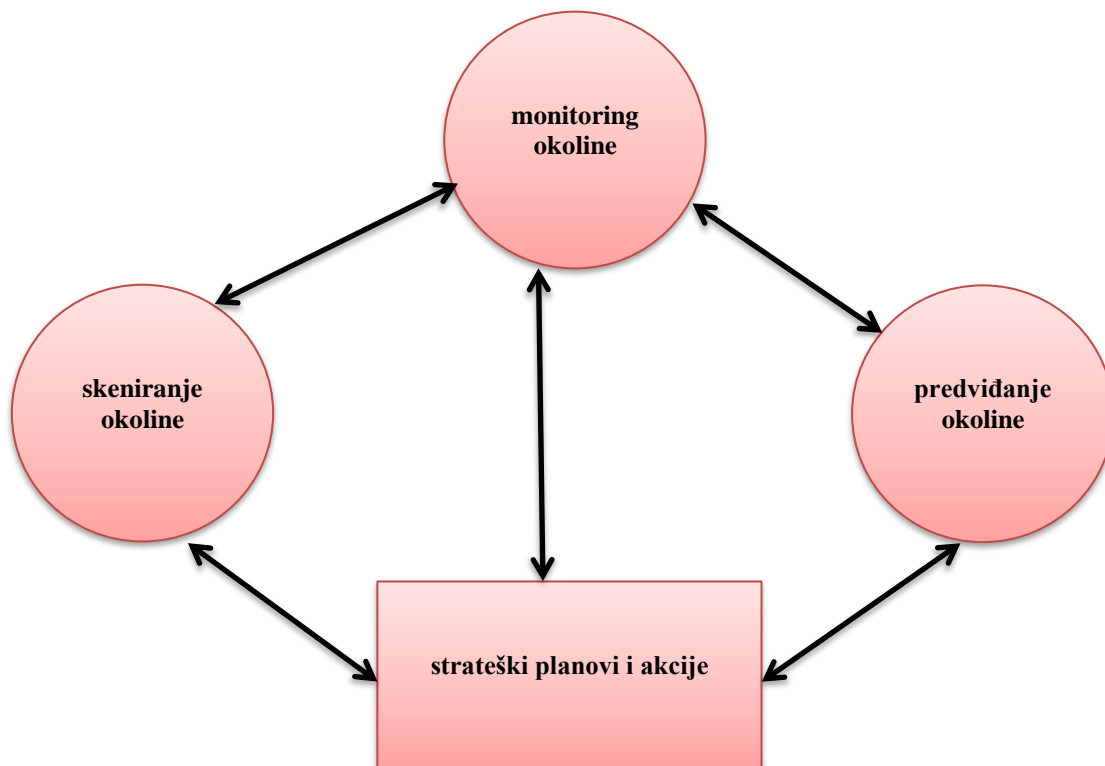 monitoring
okoline
skeniranje
okoline
predviđanje
okoline
strateški planovi i akcije